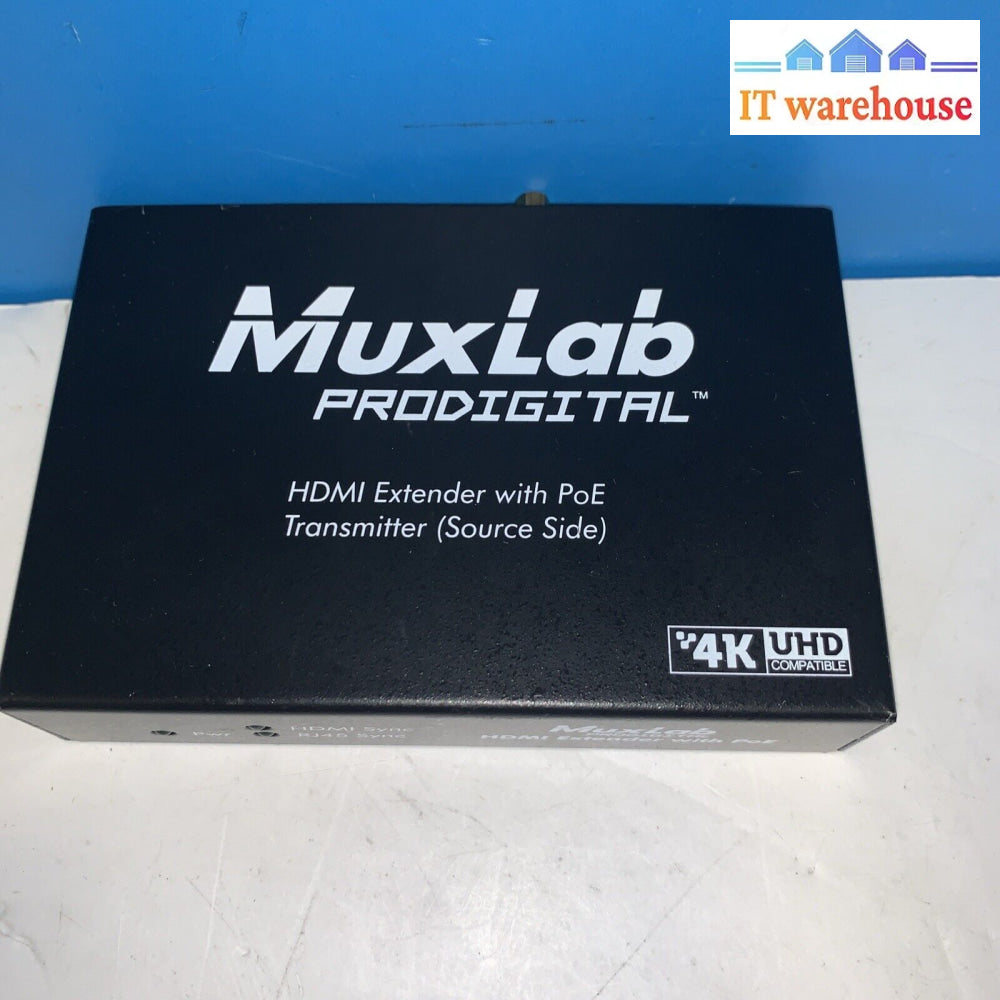 IT warehouse
MuxLab
PRODIGITAL™
HDMI Extender with PoE
Transmitter (Source Side)
4K UHD
COMPATIBLE
Pwr
HDMI Sync
RJ45 Sync
MuxLab
HDMI Extender with PoE